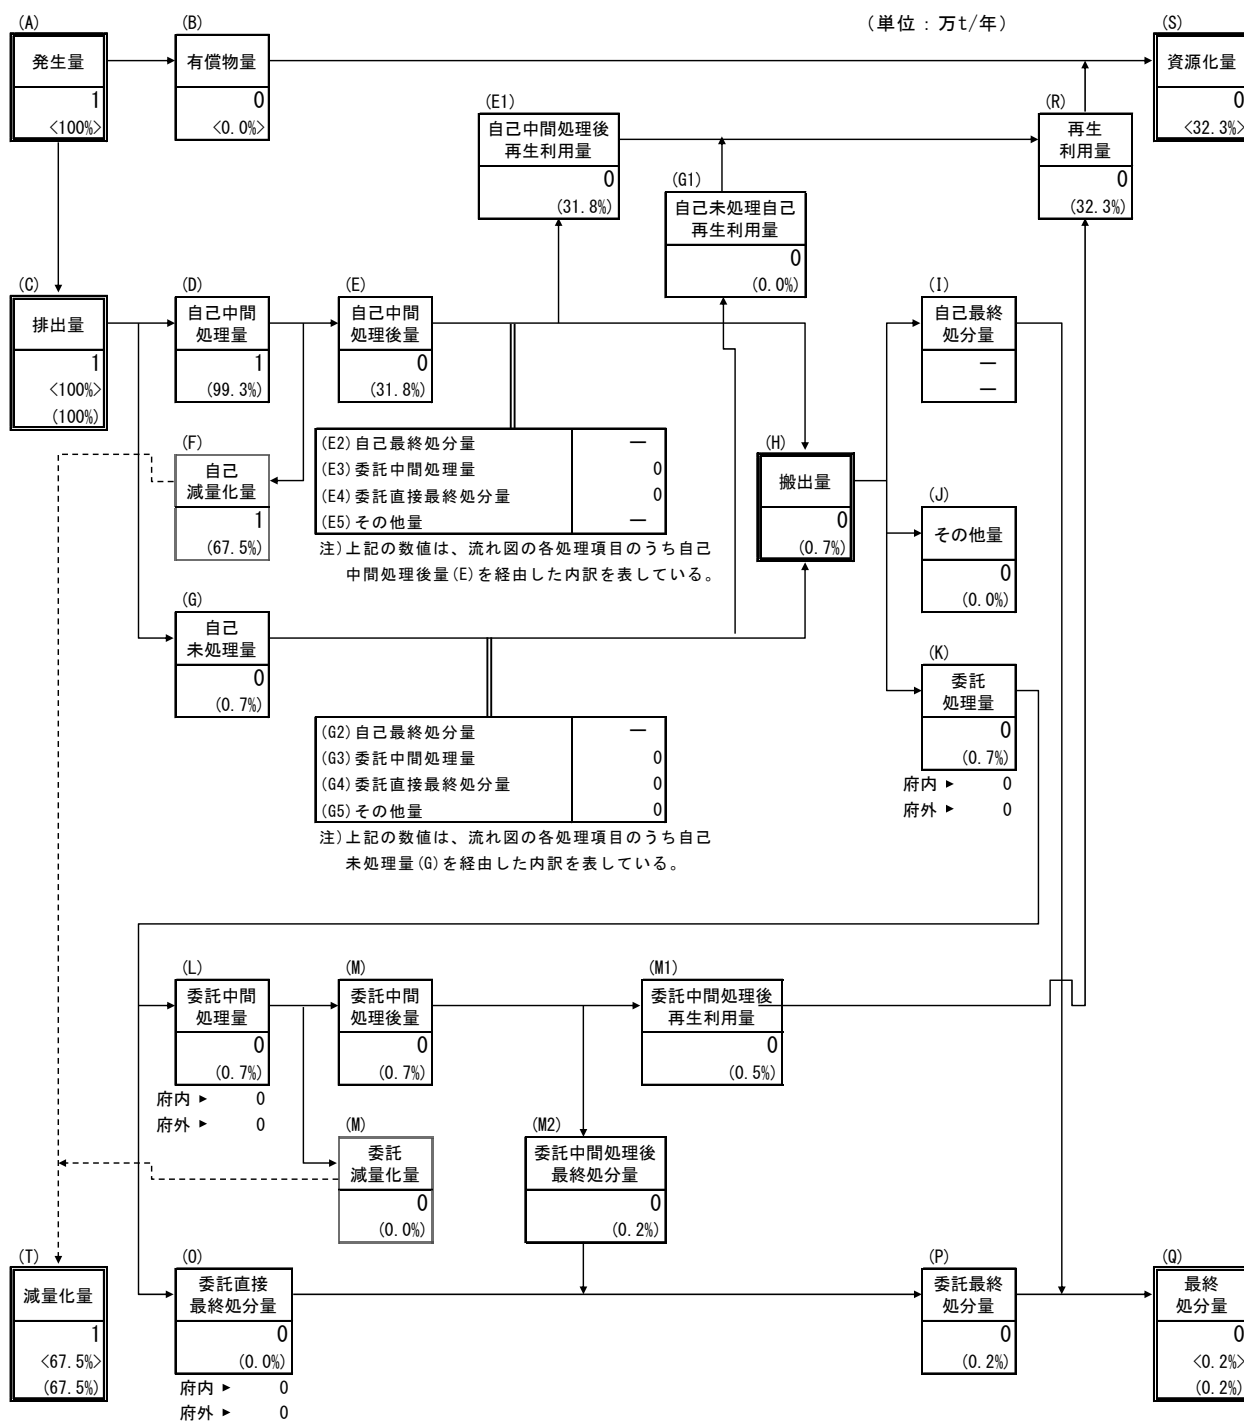 (単位：万t/年)
(A)
発生量
1
<100%>
(B)
有償物量
0
<0.0%>
(S)
資源化量
0
<32.3%>
(E1)
自己中間処理後
再生利用量
0
(31.8%)
(R)
再生
利用量
0
(32.3%)
(G1)
自己未処理自己
再生利用量
0
(0.0%)
(C)
排出量
1
<100%>
(100%)
(D)
自己中間
処理量
1
(99.3%)
(E)
自己中間
処理後量
0
(31.8%)
(I)
自己最終
処分量
－
－
(F)
自己
減量化量
1
(67.5%)
(E2)自己最終処分量 －
(E3)委託中間処理量 0
(E4)委託直接最終処分量 0
(E5)その他量 －
注)上記の数値は、流れ図の各処理項目のうち自己
中間処理後量(E)を経由した内訳を表している。
(H)
搬出量
0
(0.7%)
(J)
その他量
0
(0.0%)
(G)
自己
未処理量
0
(0.7%)
(K)
委託
処理量
0
(0.7%)
府内 ► 0
府外 ► 0
(G2)自己最終処分量 －
(G3)委託中間処理量 0
(G4)委託直接最終処分量 0
(G5)その他量 0
注)上記の数値は、流れ図の各処理項目のうち自己
未処理量(G)を経由した内訳を表している。
(L)
委託中間
処理量
0
(0.7%)
府内 ► 0
府外 ► 0
(M)
委託中間
処理後量
0
(0.7%)
(M1)
委託中間処理後
再生利用量
0
(0.5%)
(M)
委託
減量化量
0
(0.0%)
(M2)
委託中間処理後
最終処分量
0
(0.2%)
(T)
減量化量
1
<67.5%>
(67.5%)
(O)
委託直接
最終処分量
0
(0.0%)
府内 ► 0
府外 ► 0
(P)
委託最終
処分量
0
(0.2%)
(Q)
最終
処分量
0
<0.2%>
(0.2%)